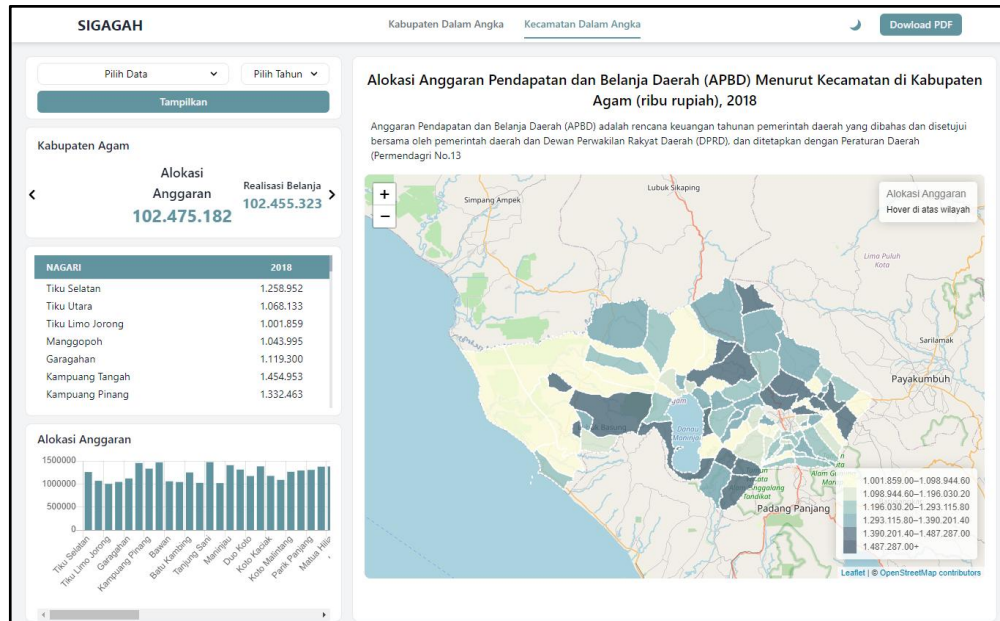 SIGAGAH
Kabupaten Dalam Angka
Kecamatan Dalam Angka
Dowload PDF
Pilih Data
Pilih Tahun
Tampilkan
Kabupaten Agam
Alokasi
Anggaran
102.475.182
Realisasi Belanja
102.455.323
NAGARI 2018
Tiku Selatan 1.258.952
Tiku Utara 1.068.133
Tiku Limo Jorong 1.001.859
Manggopoh 1.043.995
Garagahan 1.119.300
Kampuang Tangah 1.454.953
Kampuang Pinang 1.332.463
Alokasi Anggaran
1500000
1000000
500000
0
Tiku Selatan
Tiku Limo Jorong
Garagahan
Kampuang Pinang
Bawan
Batu Kambing
Tanjung Sani
Maninjau
Duo Koto
Koto Kaciak
Koto Malintang
Parik Panjang
Matua
Alokasi Anggaran Pendapatan dan Belanja Daerah (APBD) Menurut Kecamatan di Kabupaten
Agam (ribu rupiah), 2018
Anggaran Pendapatan dan Belanja Daerah (APBD) adalah rencana keuangan tahunan pemerintah daerah yang dibahas dan disetujui
bersama oleh pemerintah daerah dan Dewan Perwakilan Rakyat Daerah (DPRD), dan ditetapkan dengan Peraturan Daerah
(Permendagri No.13
+
−
Alokasi Anggaran
Hover di atas wilayah
Lubuk Sikaping
Simpang Ampek
Lima Puluh
Kota
Sarilamak
Payakumbuh
Danau
Maninjau
Padang Panjang
1.001.859.00–1.098.944.60
1.098.944.60–1.196.030.20
1.196.030.20–1.293.115.80
1.293.115.80–1.390.201.40
1.390.201.40–1.487.287.00
1.487.287.00+
Leaflet | © OpenStreetMap contributors